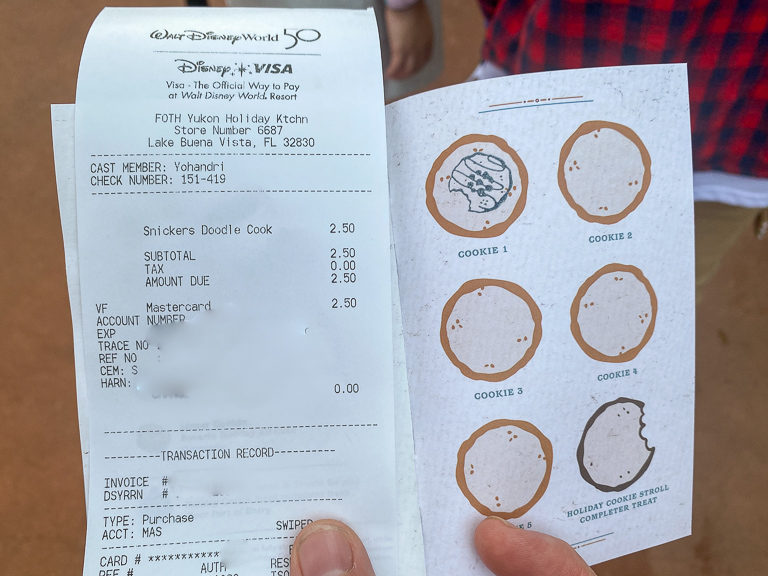 Walt Disney World 50
Disney VISA
Visa - The Official Way to Pay
at Walt Disney World Resort
FOTH Yukon Holiday Ktchn
Store Number 6687
Lake Buena Vista, FL 32830
CAST MEMBER: Yohandri
CHECK NUMBER: 151-419
Snickers Doodle Cook 2.50
SUBTOTAL 2.50
TAX 0.00
AMOUNT DUE 2.50
VF Mastercard 2.50
ACCOUNT NUMBER
EXP
TRACE NO
REF NO
CEM: S
HARN:
0.00
TRANSACTION RECORD
INVOICE #
DSYRRN #
TYPE: Purchase
ACCT: MAS SWIPE
CARD # ***********
REF # AUTH RES
COOKIE 1
COOKIE 2
COOKIE 3
COOKIE 4
5
HOLIDAY COOKIE STROLL
COMPLETER TREAT